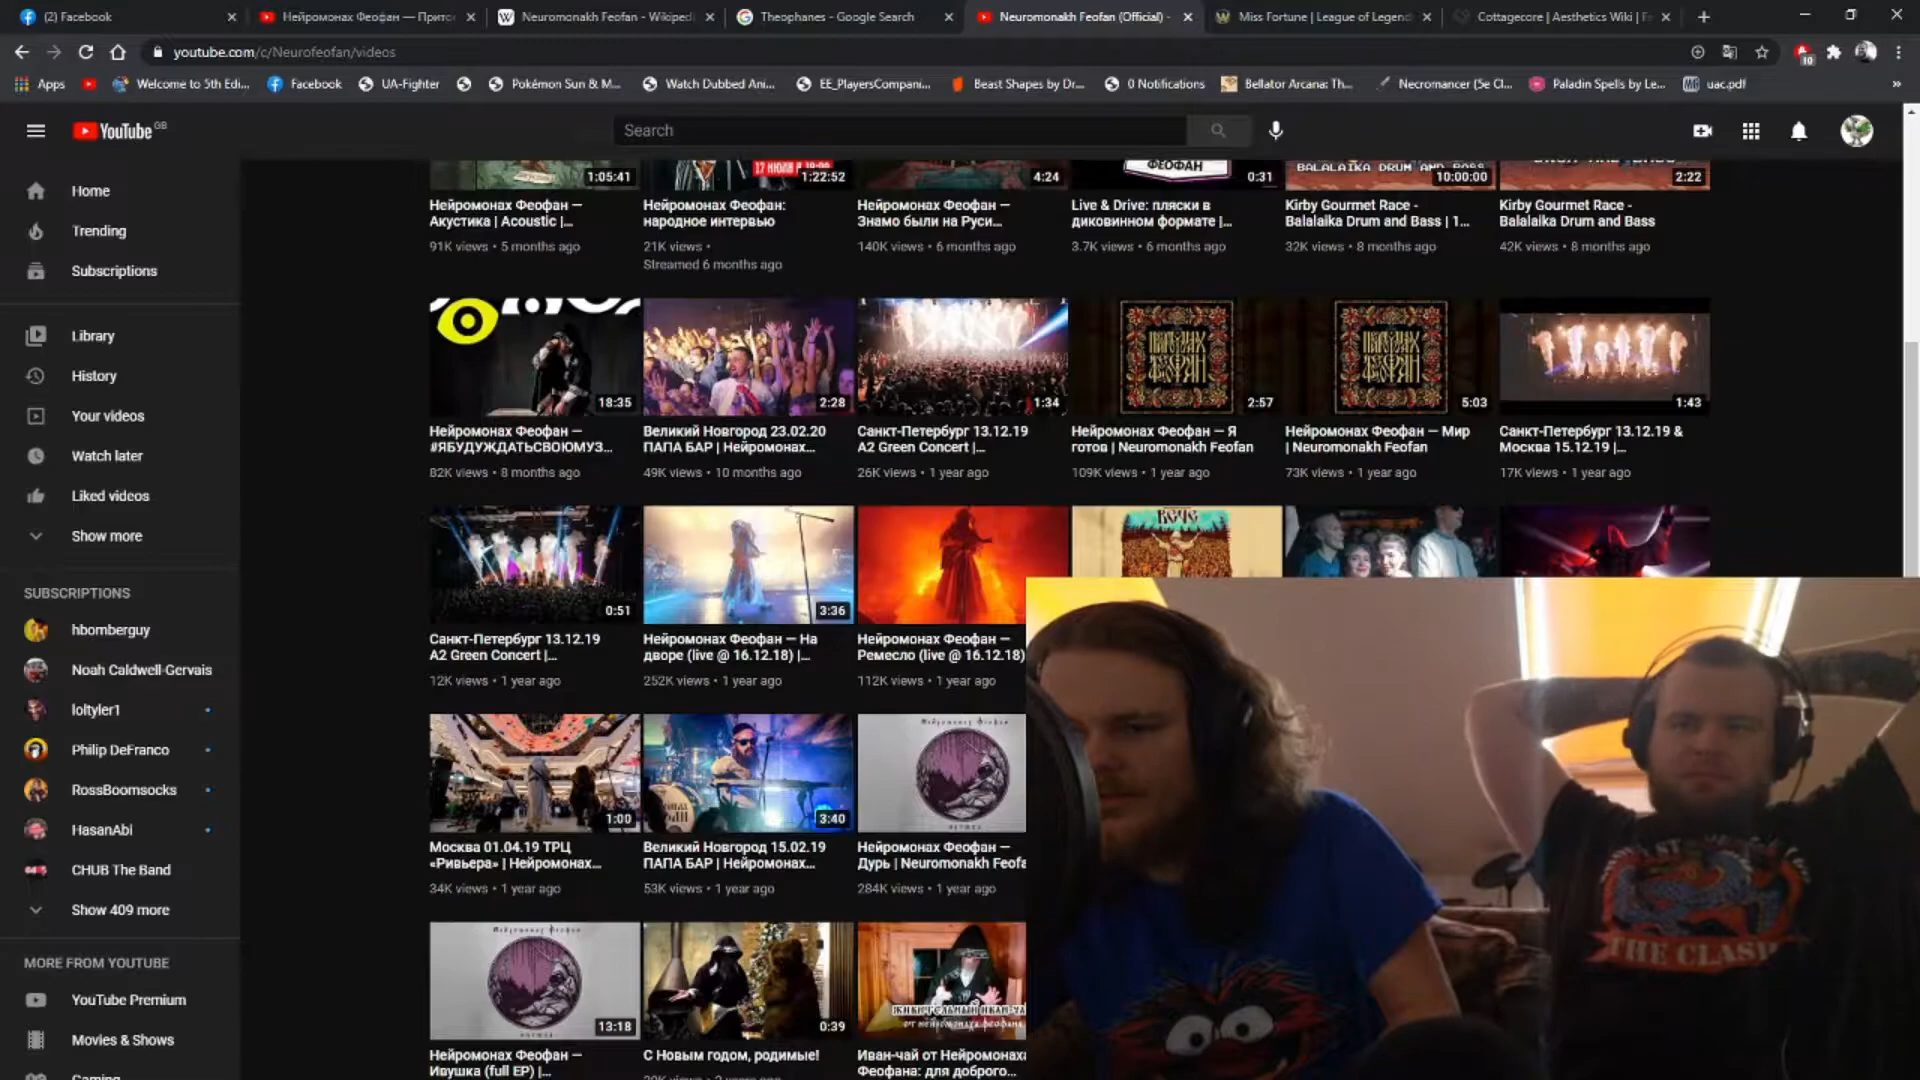 (2) Facebook
Нейромонах Феофан — Притo
Neuromonakh Feofan - Wikiped
Theophanes - Google Search
Neuromonakh Feofan (Official) -
Miss Fortune | League of Legend
Cottagecore | Aesthetics Wiki | F
youtube.com/c/Neurofeofan/videos
10
Apps
Welcome to 5th Edi...
Facebook
UA-Fighter
Pokémon Sun & M...
Watch Dubbed Ani...
EE_PlayersCompani...
Beast Shapes by Dr...
0 Notifications
Bellator Arcana: Th...
Necromancer (5e Cl...
Paladin Spells by Le...
uac.pdf
YouTube GB
Search
Home
Trending
Subscriptions
Library
History
Your videos
Watch later
Liked videos
Show more
SUBSCRIPTIONS
hbomberguy
Noah Caldwell-Gervais
loltyler1
Philip DeFranco
RossBoomsocks
HasanAbi
CHUB The Band
Show 409 more
MORE FROM YOUTUBE
YouTube Premium
Movies & Shows
Gaming
1:05:41
Нейромонах Феофан —
Акустика | Acoustic |...
91K views • 5 months ago
1:22:52
Нейромонах Феофан:
народное интервью
21K views •
Streamed 6 months ago
4:24
Нейромонах Феофан —
Знамо были на Руси...
140K views • 6 months ago
ФЕОФАН
0:31
Live & Drive: пляски в
диковинном формате |...
3.7K views • 6 months ago
BALALAIKA DRUM AND BASS
10:00:00
Kirby Gourmet Race -
Balalaika Drum and Bass | 1...
32K views • 8 months ago
2:22
Kirby Gourmet Race -
Balalaika Drum and Bass
42K views • 8 months ago
18:35
Нейромонах Феофан —
#ЯБУДУЖДАТЬСВОЮМУЗ...
82K views • 8 months ago
2:28
Великий Новгород 23.02.20
ПАПА БАР | Нейромонах...
49K views • 10 months ago
1:34
Санкт-Петербург 13.12.19
A2 Green Concert |...
26K views • 1 year ago
2:57
Нейромонах Феофан — Я
готов | Neuromonakh Feofan
109K views • 1 year ago
5:03
Нейромонах Феофан — Мир
| Neuromonakh Feofan
73K views • 1 year ago
1:43
Санкт-Петербург 13.12.19 &
Москва 15.12.19 |...
17K views • 1 year ago
0:51
Санкт-Петербург 13.12.19
A2 Green Concert |...
12K views • 1 year ago
3:36
Нейромонах Феофан — На
дворе (live @ 16.12.18) |...
252K views • 1 year ago
Нейромонах Феофан —
Ремесло (live @ 16.12.18)
112K views • 1 year ago
1:00
Москва 01.04.19 ТРЦ
«Ривьера» | Нейромонах...
34K views • 1 year ago
3:40
Великий Новгород 15.02.19
ПАПА БАР | Нейромонах...
53K views • 1 year ago
Нейромонах Феофан
Нейромонах Феофан —
Дурь | Neuromonakh Feofa
284K views • 1 year ago
Нейромонах Феофан
13:18
Нейромонах Феофан —
Ивушка (full EP) |...
0:39
С Новым годом, родимые!
Иван-чай от Нейромонаха
Феофана: для доброго...
THE CLASH